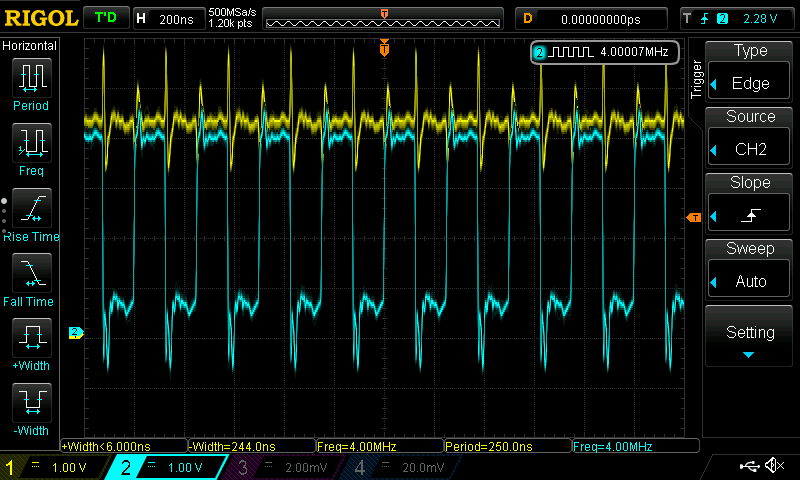 RIGOL T'D H 200ns 500MSa/s 1.20k pts T D 0.00000000ps T 2 2.28 V
Horizontal
Period
Freq
Rise Time
Fall Time
+Width
-Width
T
2 4.00007MHz
T
2
Trigger
Type
Edge
Source
CH2
Slope
Sweep
Auto
Setting
+Width<6.000ns -Width=244.0ns Freq=4.00MHz Period=250.0ns Freq=4.00MHz
1 1.00 V 2 1.00 V 3 2.00mV 4 20.0mV